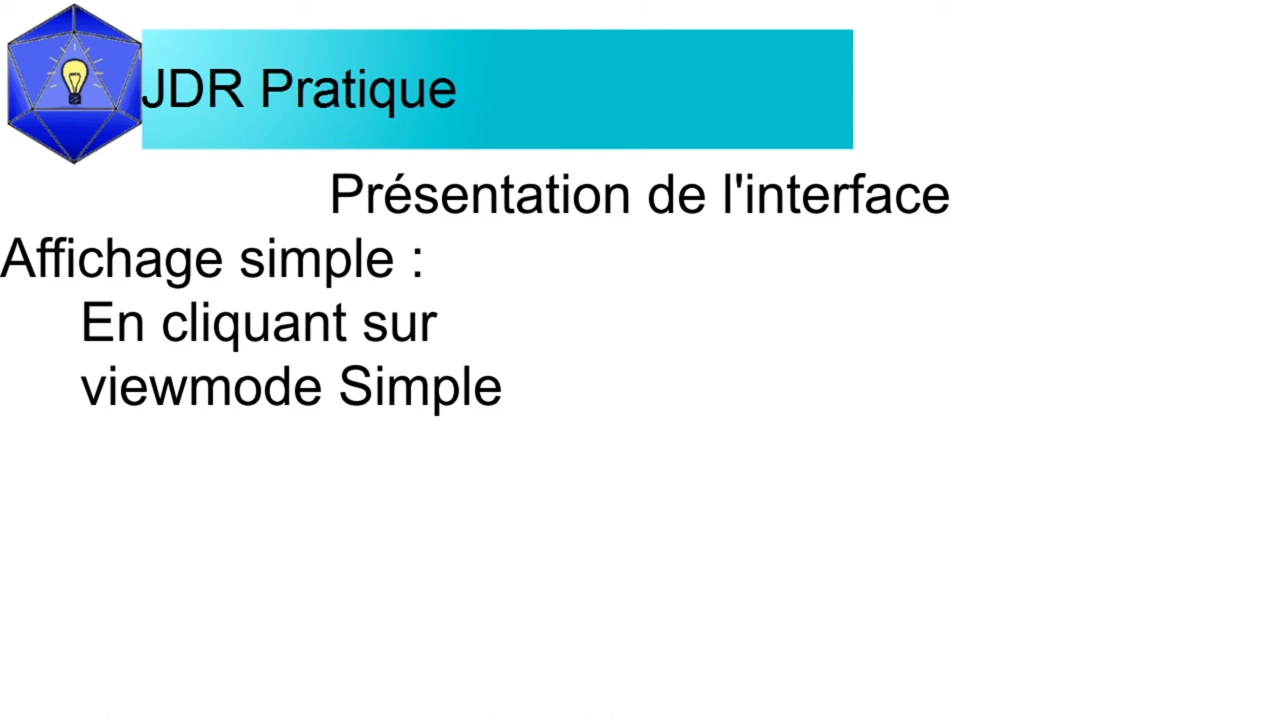 JDR Pratique
Présentation de l'interface
Affichage simple :
En cliquant sur
viewmode Simple